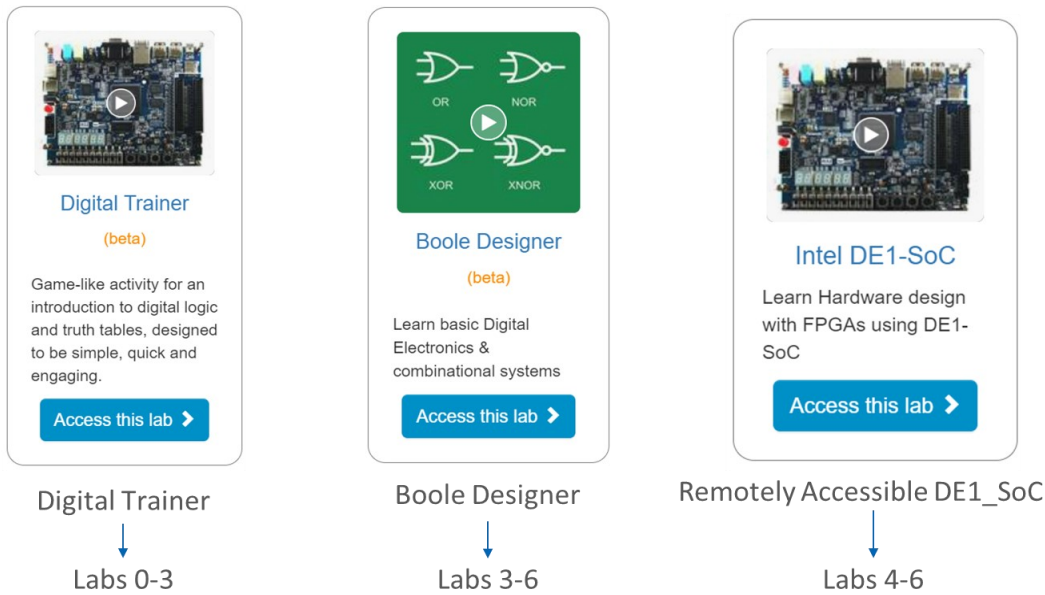 Digital Trainer
(beta)
Game-like activity for an
introduction to digital logic
and truth tables, designed
to be simple, quick and
engaging.
Access this lab
Digital Trainer
Labs 0-3
OR
NOR
XOR
XNOR
Boole Designer
(beta)
Learn basic Digital
Electronics &
combinational systems
Access this lab
Boole Designer
Labs 3-6
Intel DE1-SoC
Learn Hardware design
with FPGAs using DE1-
SoC
Access this lab
Remotely Accessible DE1_SoC
Labs 4-6